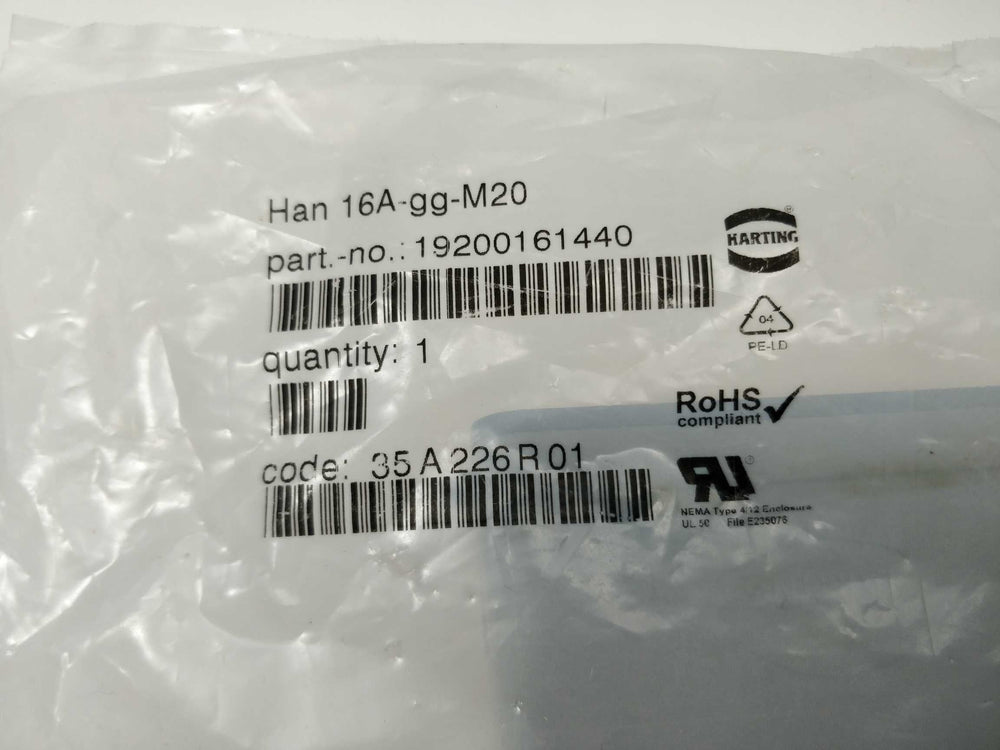 Han 16A-gg-M20
part.-no.: 19200161440
HARTING
®
04
PE-LD
quantity: 1
RoHS
compliant
code: 35 A 226 R 01
NEMA Type 4/12 Enclosure
UL 50 File E235076